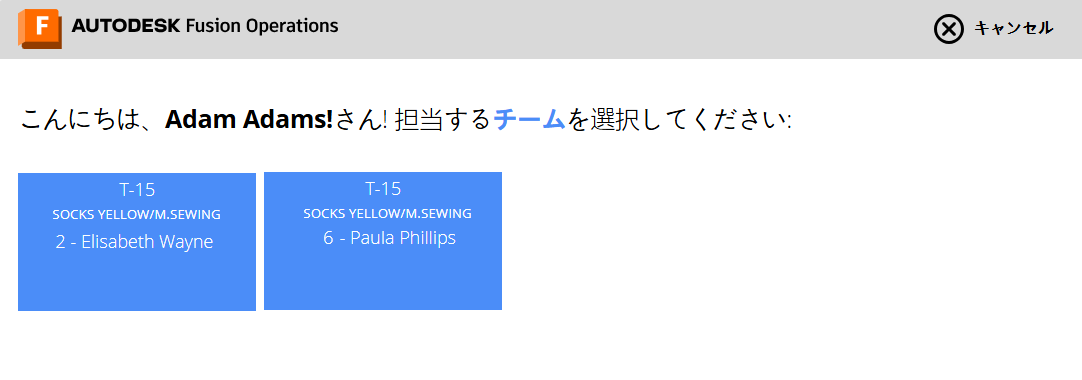 F AUTODESK Fusion Operations
キャンセル
こんにちは、Adam Adams!さん! 担当するチームを選択してください:
T-15
SOCKS YELLOW/M.SEWING
2 - Elisabeth Wayne
T-15
SOCKS YELLOW/M.SEWING
6 - Paula Phillips